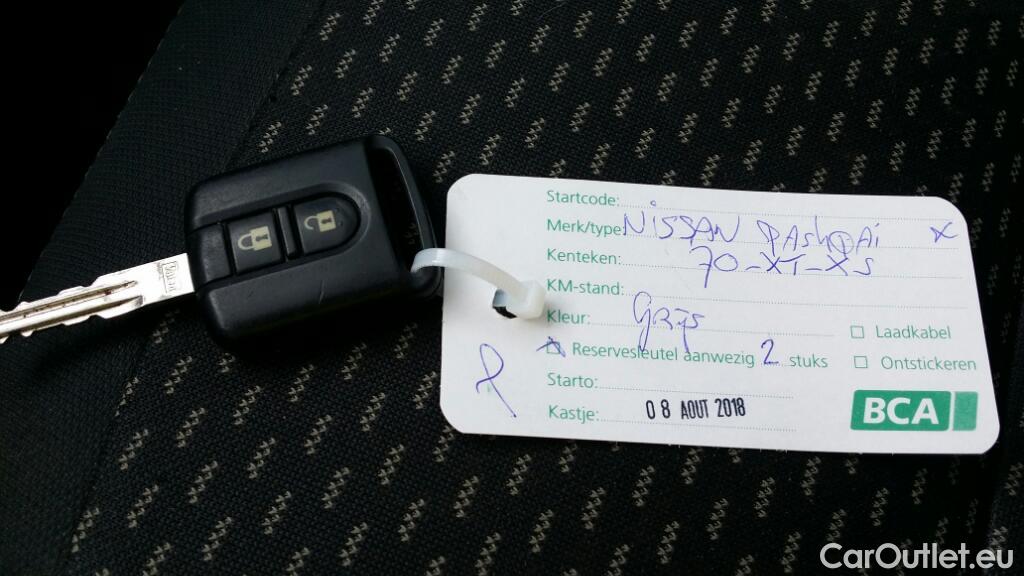 Startcode:
Merk/type: NISSAN QASHQAi X
Kenteken: 70-XT-XS
KM-stand:
Kleur: GRYS
Laadkabel
Reservesleutel aanwezig 2 stuks
Ontstickeren
Starto:
Kastje: 08 AOUT 2018
BCA
CarOutlet.eu